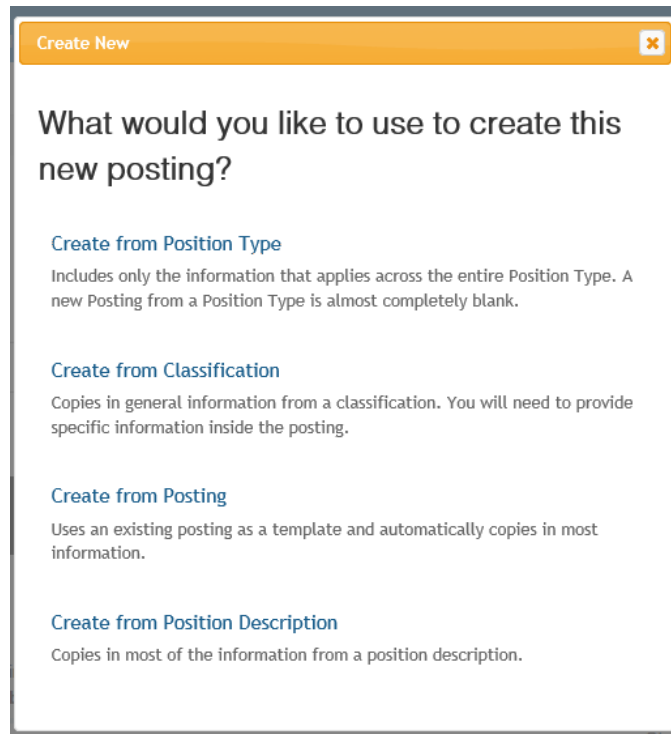 Create New
What would you like to use to create this
new posting?
Create from Position Type
Includes only the information that applies across the entire Position Type. A
new Posting from a Position Type is almost completely blank.
Create from Classification
Copies in general information from a classification. You will need to provide
specific information inside the posting.
Create from Posting
Uses an existing posting as a template and automatically copies in most
information.
Create from Position Description
Copies in most of the information from a position description.